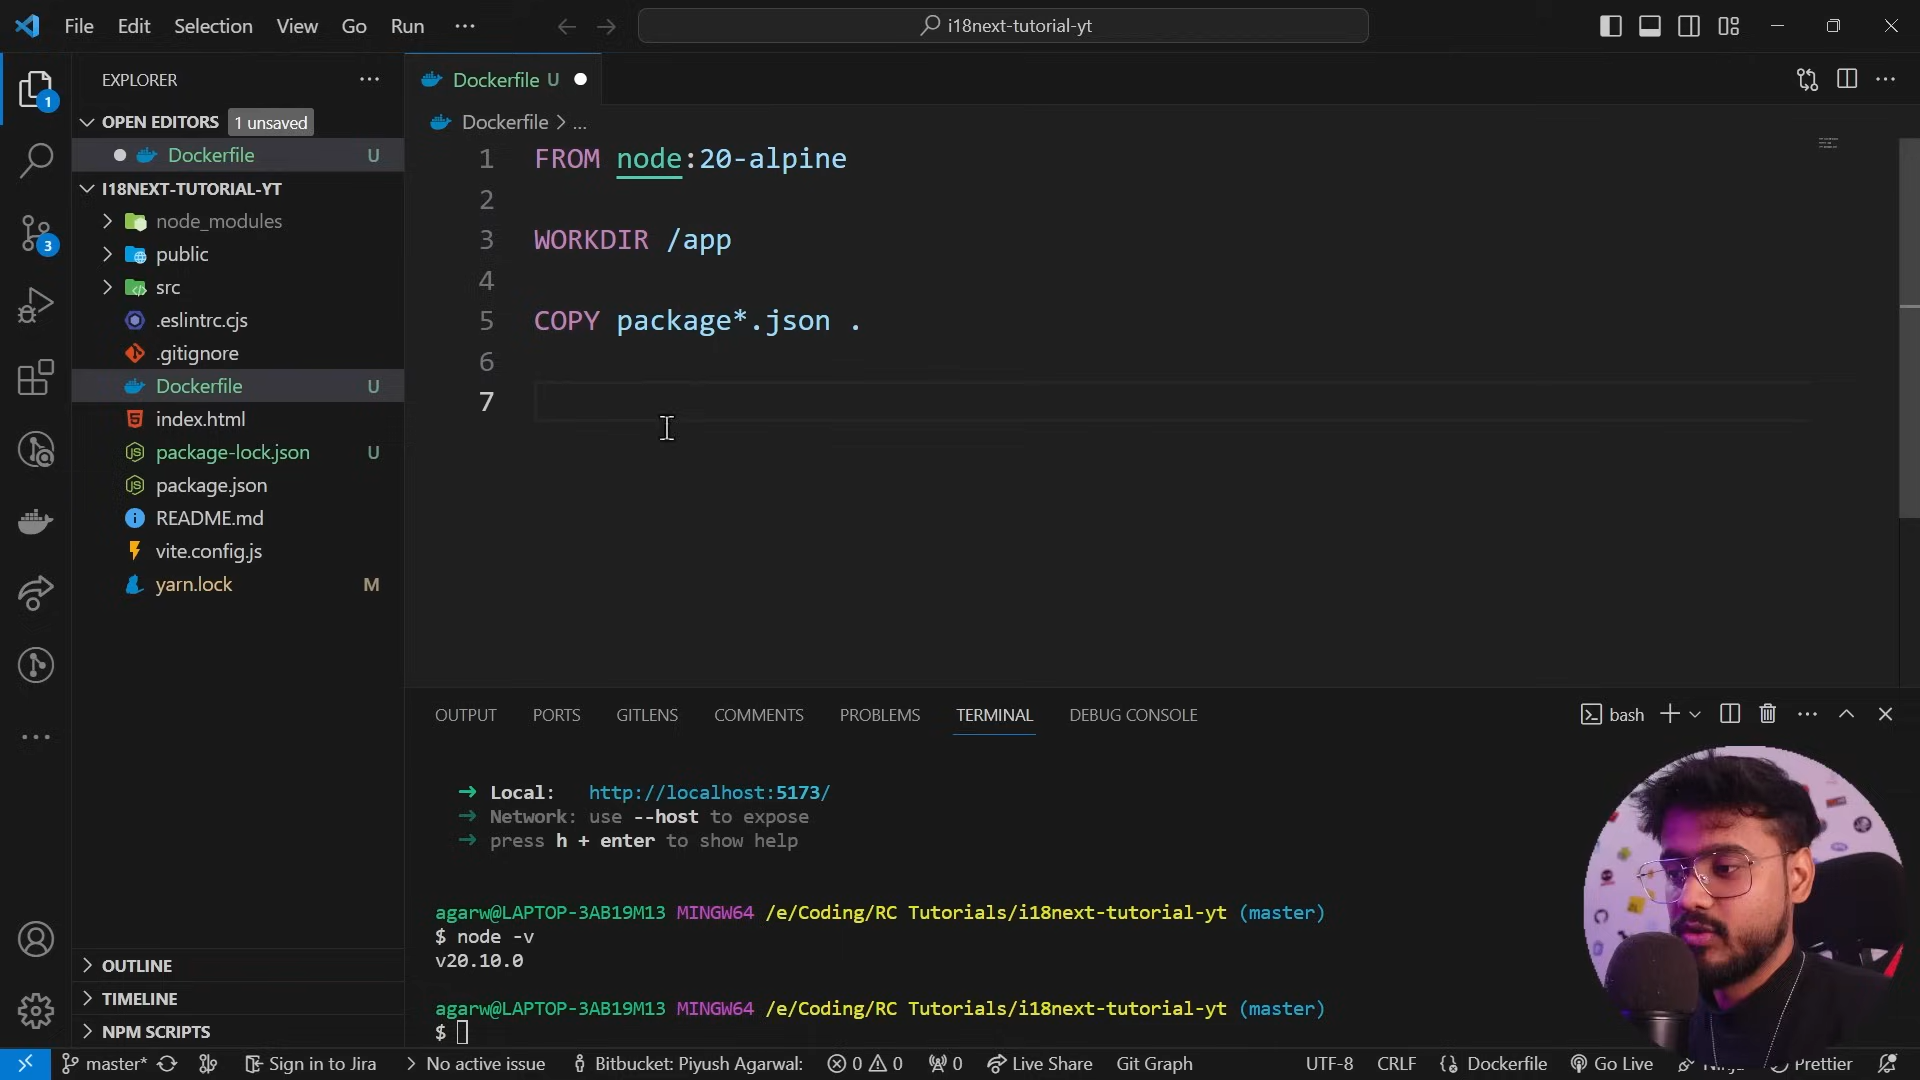 File Edit Selection View Go Run ··· i18next-tutorial-yt
EXPLORER ···
OPEN EDITORS 1 unsaved
Dockerfile U
I18NEXT-TUTORIAL-YT
node_modules
public
src
.eslintrc.cjs
.gitignore
Dockerfile U
index.html
package-lock.json U
package.json
README.md
vite.config.js
yarn.lock M
OUTLINE
TIMELINE
NPM SCRIPTS
1
3
Dockerfile U
Dockerfile > ...
1 FROM node:20-alpine
2
3 WORKDIR /app
4
5 COPY package*.json .
6
7
OUTPUT PORTS GITLENS COMMENTS PROBLEMS TERMINAL DEBUG CONSOLE bash
→ Local: http://localhost:5173/
→ Network: use --host to expose
→ press h + enter to show help
agarw@LAPTOP-3AB19M13 MINGW64 /e/Coding/RC Tutorials/i18next-tutorial-yt (master)
$ node -v
v20.10.0
agarw@LAPTOP-3AB19M13 MINGW64 /e/Coding/RC Tutorials/i18next-tutorial-yt (master)
$
master* Sign in to Jira No active issue Bitbucket: Piyush Agarwal: 0 0 0 Live Share Git Graph UTF-8 CRLF {} Dockerfile Go Live Prettier